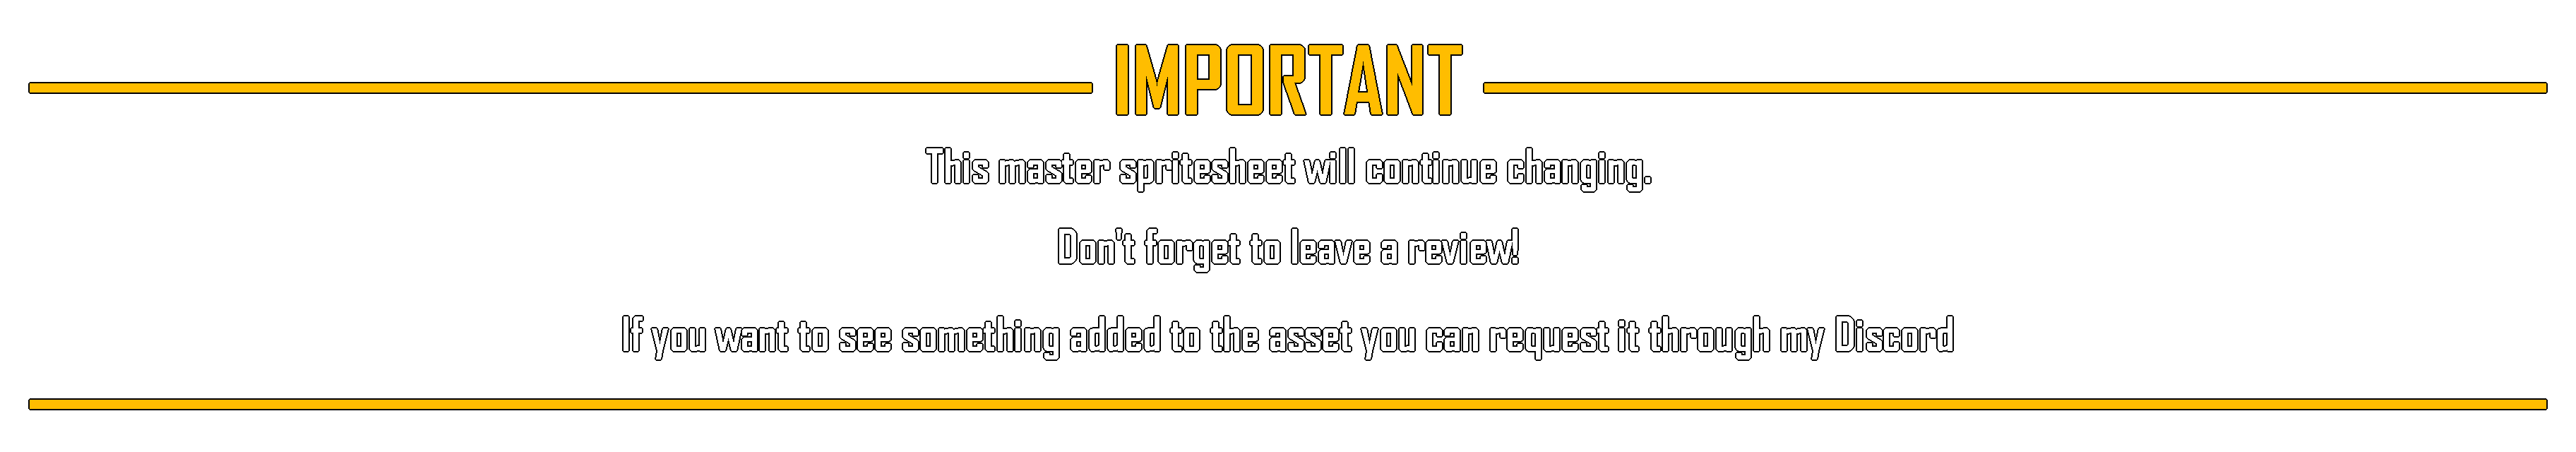 IMPORTANT
This master spritesheet will continue changing.
Don't forget to leave a review!
If you want to see something added to the asset you can request it through my Discord